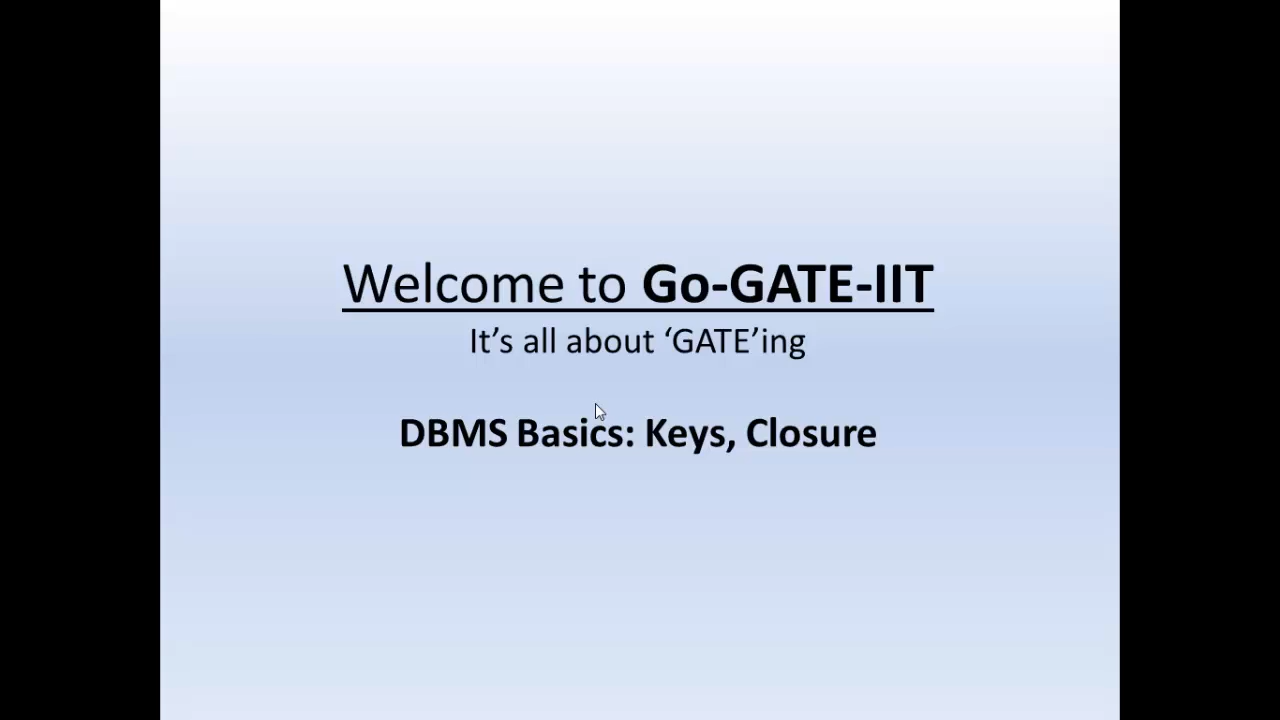 Welcome to Go-GATE-IIT
It’s all about ‘GATE’ing
DBMS Basics: Keys, Closure